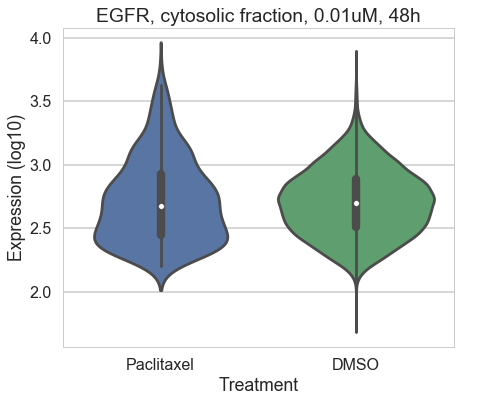 EGFR, cytosolic fraction, 0.01uM, 48h
4.0
3.5
3.0
2.5
2.0
Expression (log10)
Paclitaxel DMSO
Treatment